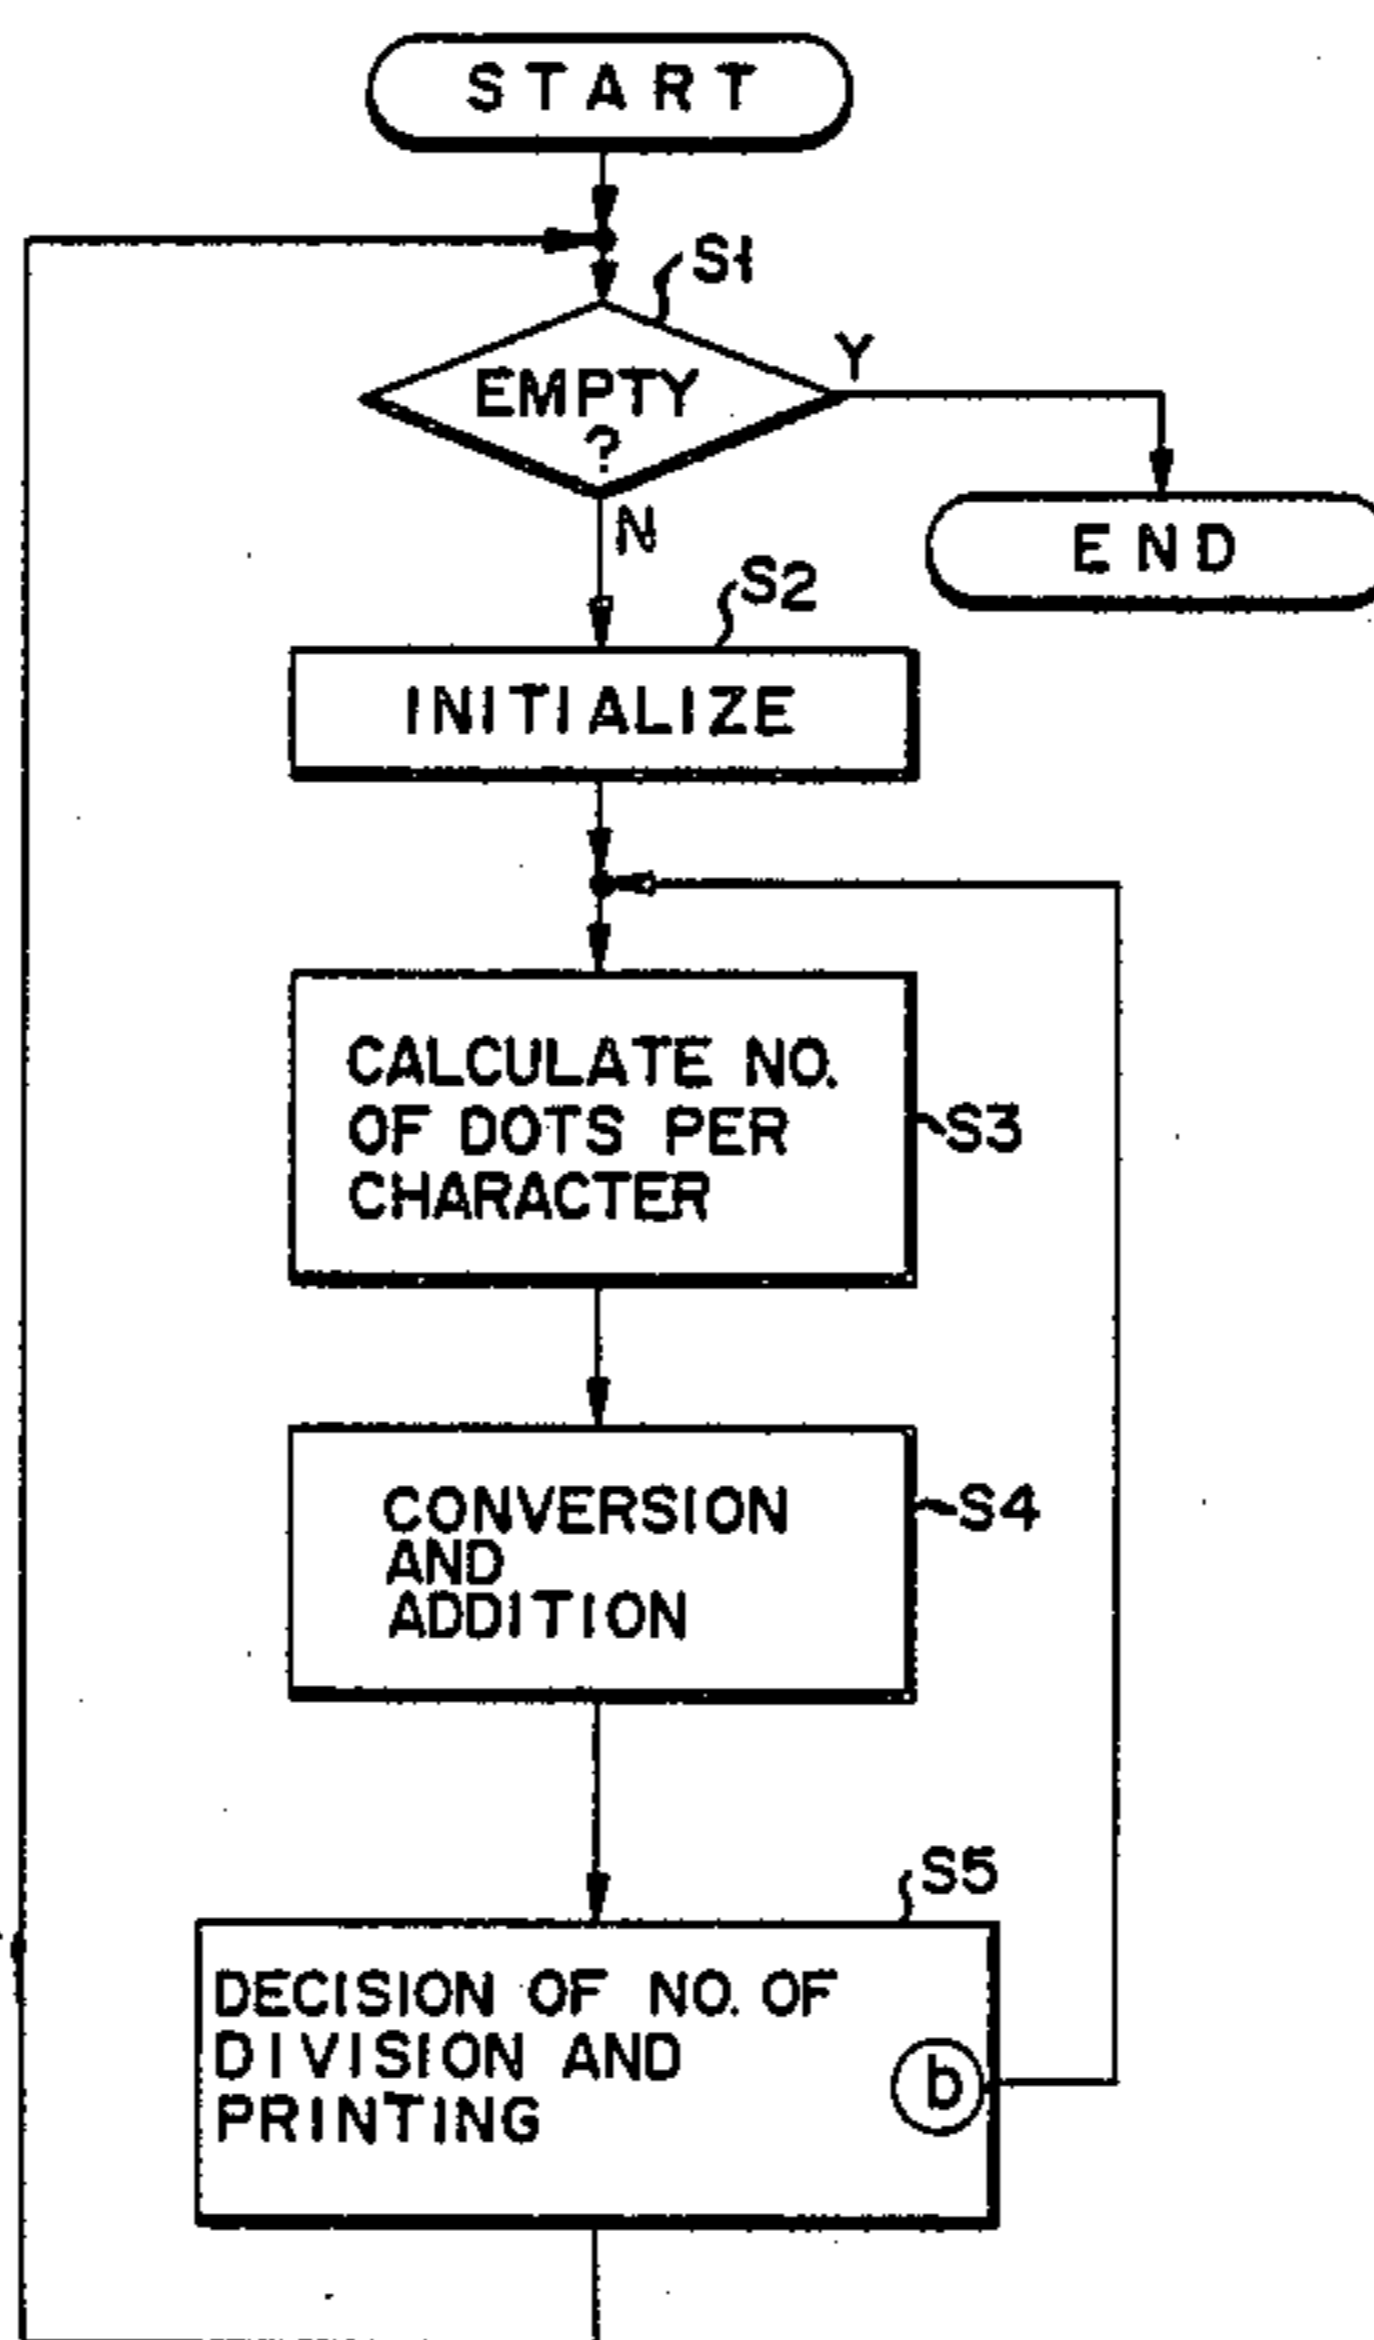 START
S1
EMPTY
?
Y
N
END
S2
INITIALIZE
CALCULATE NO.
OF DOTS PER
CHARACTER
S3
CONVERSION
AND
ADDITION
S4
S5
DECISION OF NO. OF
DIVISION AND
PRINTING
b